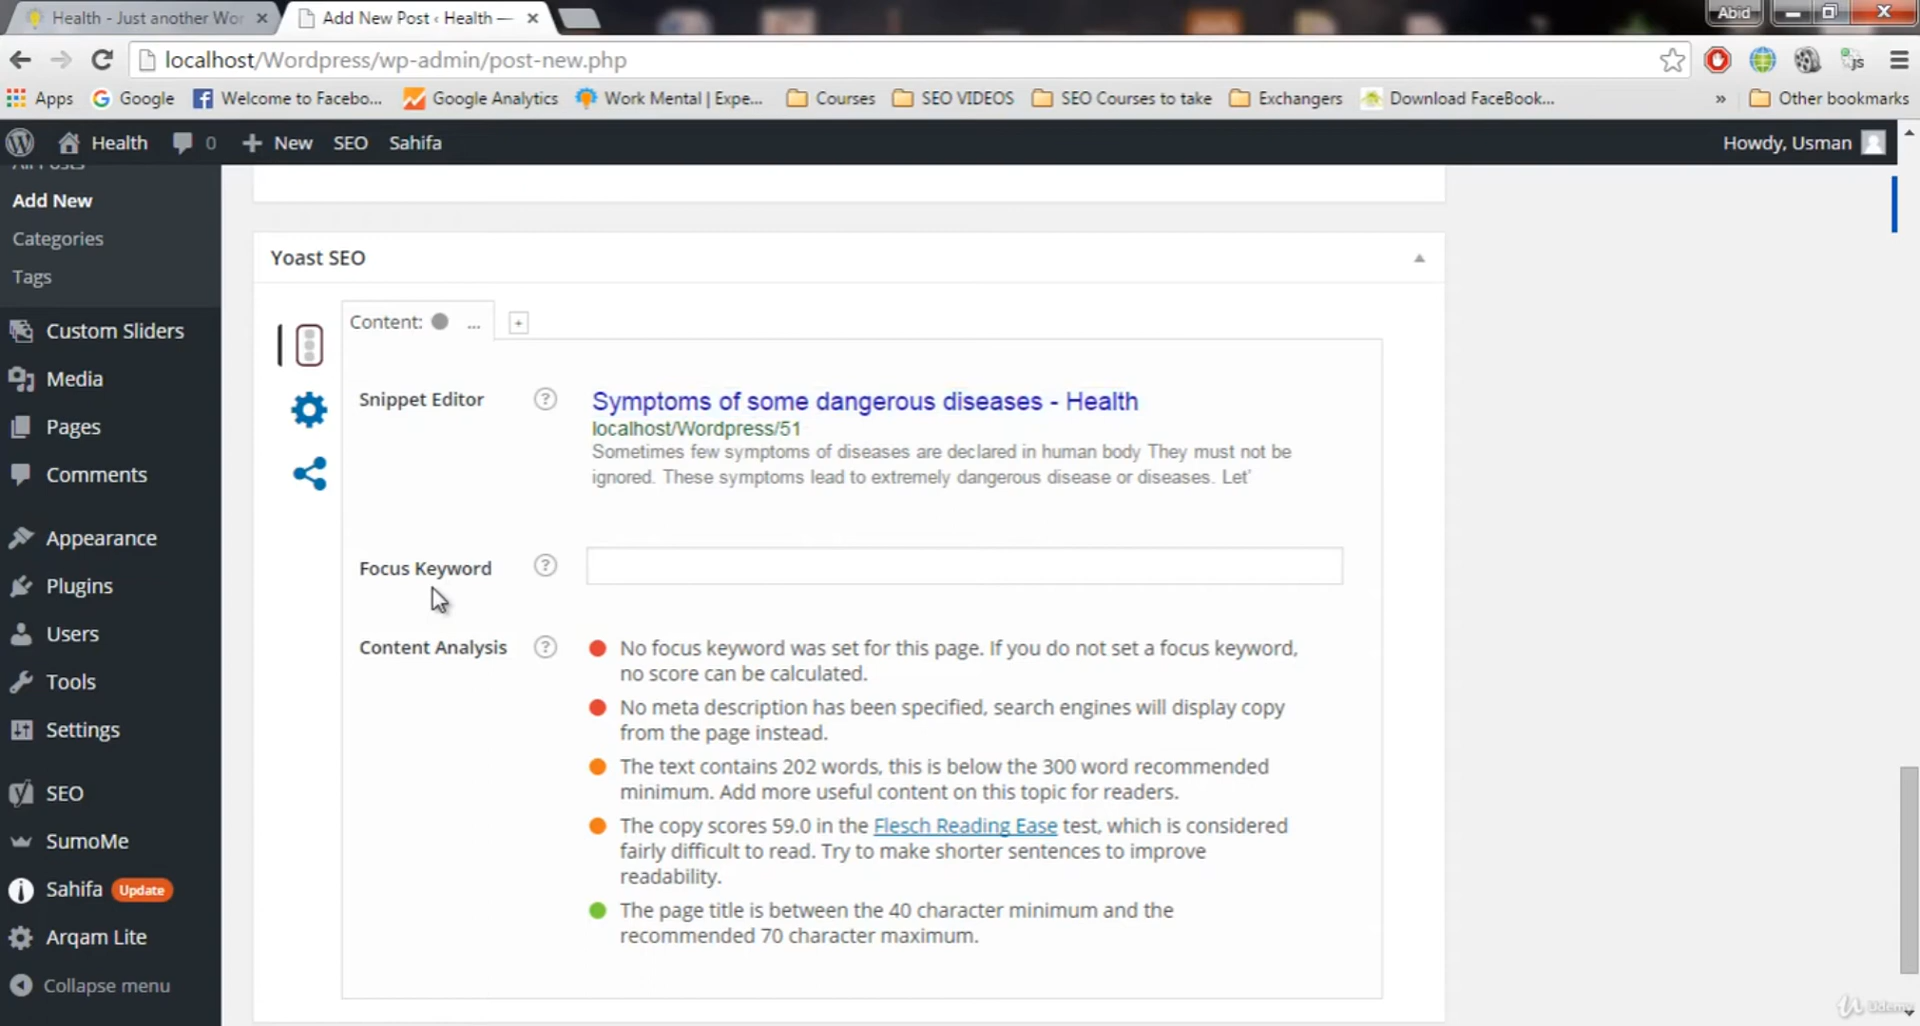 Health - Just another Wor
Add New Post ‹ Health —
Abid
localhost/Wordpress/wp-admin/post-new.php
js
Apps
Google
Welcome to Facebo...
Google Analytics
Work Mental | Expe...
Courses
SEO VIDEOS
SEO Courses to take
Exchangers
Download FaceBook...
»
Other bookmarks
Health
0
New
SEO
Sahifa
Howdy, Usman
All Posts
Add New
Categories
Tags
Custom Sliders
Media
Pages
Comments
Appearance
Plugins
Users
Tools
Settings
SEO
SumoMe
Sahifa Update
Arqam Lite
Collapse menu
Yoast SEO
Content: ...
Snippet Editor
Symptoms of some dangerous diseases - Health
localhost/Wordpress/51
Sometimes few symptoms of diseases are declared in human body They must not be
ignored. These symptoms lead to extremely dangerous disease or diseases. Let'
Focus Keyword
Content Analysis
No focus keyword was set for this page. If you do not set a focus keyword,
no score can be calculated.
No meta description has been specified, search engines will display copy
from the page instead.
The text contains 202 words, this is below the 300 word recommended
minimum. Add more useful content on this topic for readers.
The copy scores 59.0 in the Flesch Reading Ease test, which is considered
fairly difficult to read. Try to make shorter sentences to improve
readability.
The page title is between the 40 character minimum and the
recommended 70 character maximum.
Udemy